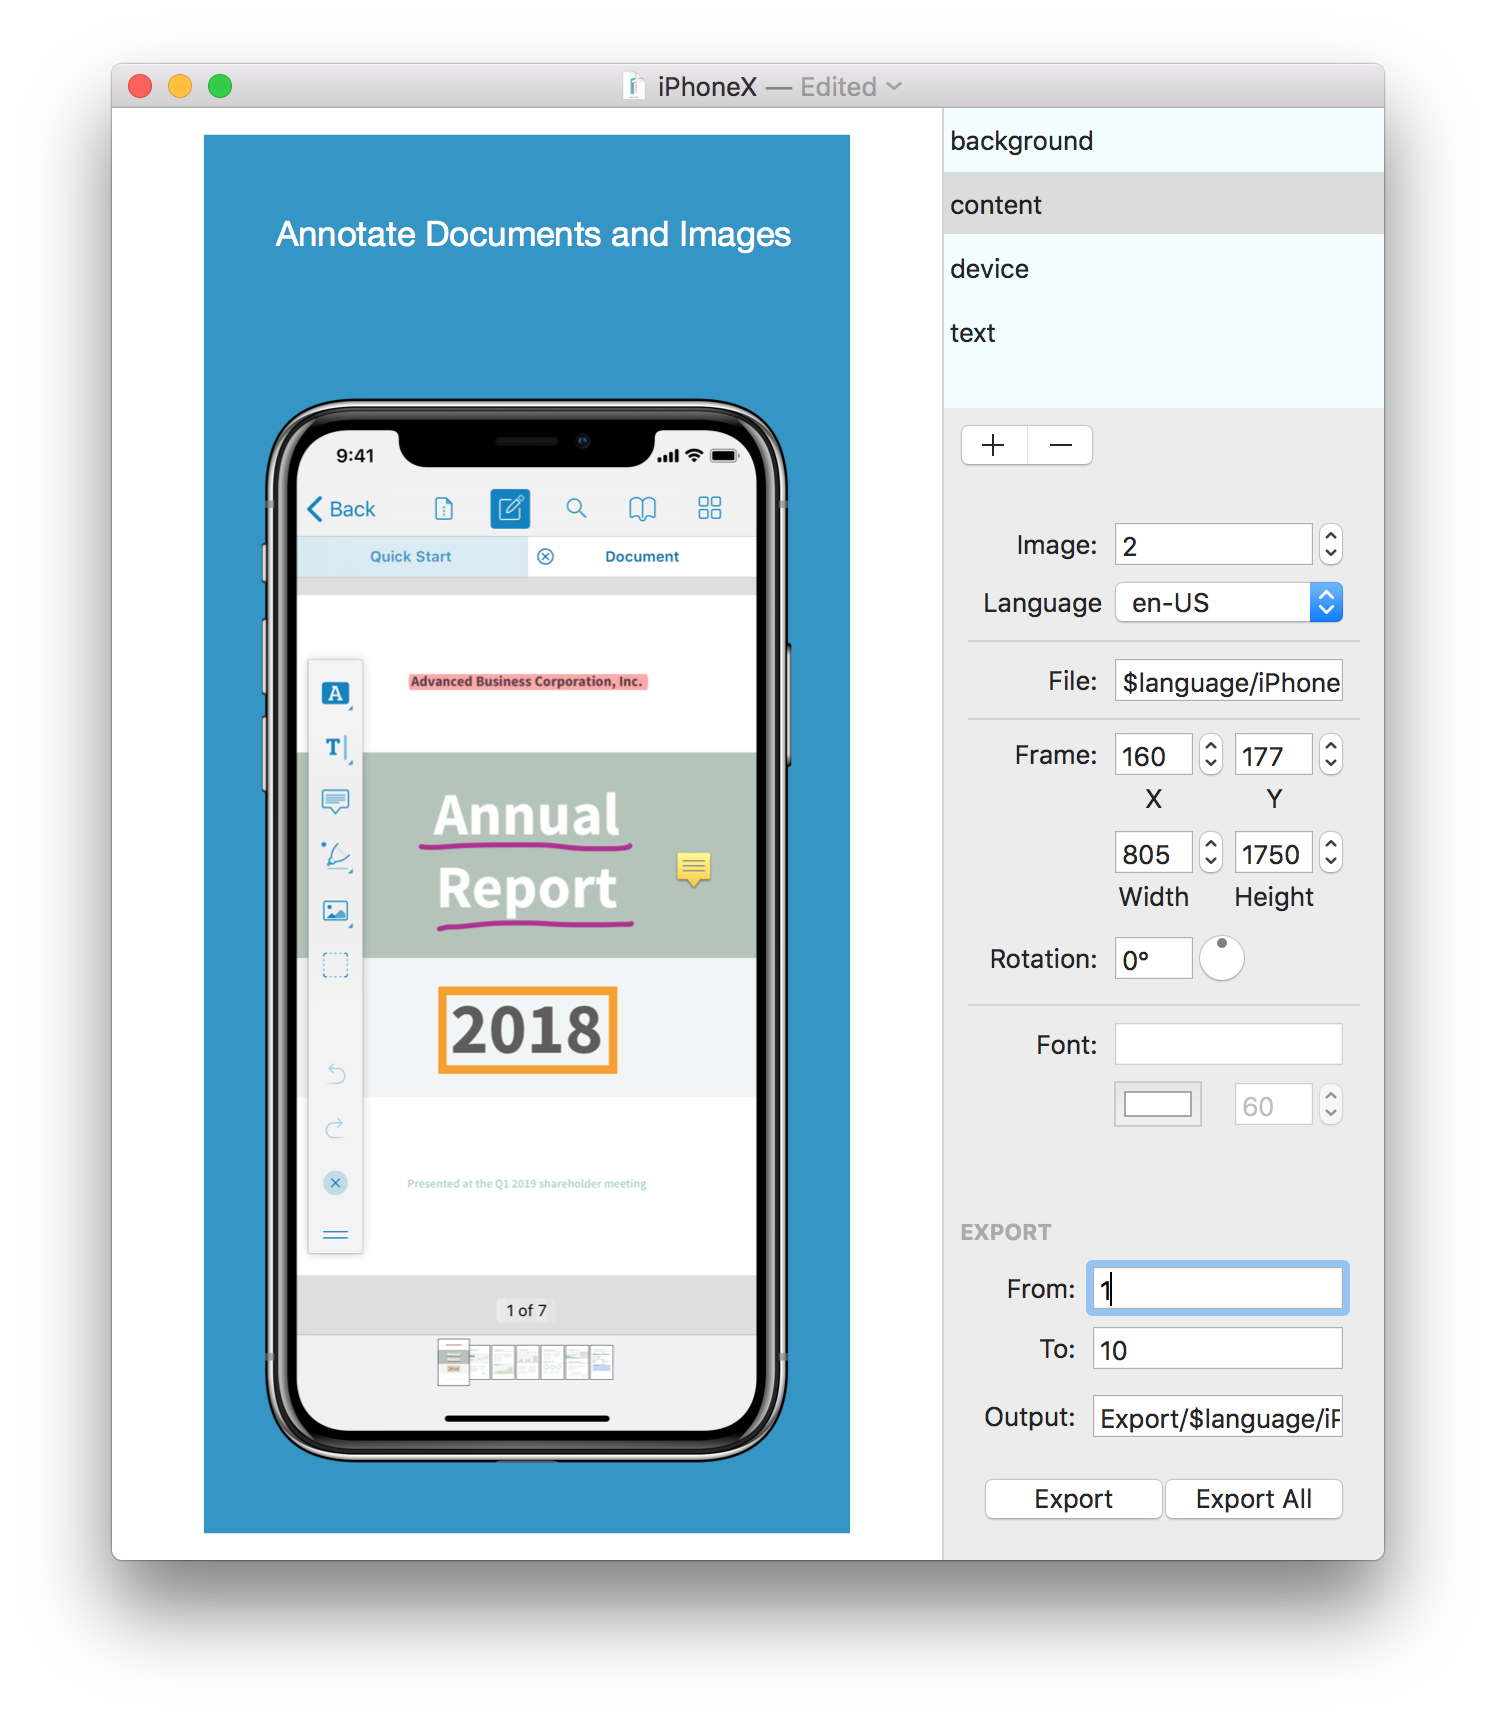 iPhoneX — Edited
Annotate Documents and Images
9:41
Back
Quick Start
Document
A
T
Advanced Business Corporation, Inc.
Annual
Report
2018
Presented at the Q1 2019 shareholder meeting
1 of 7
background
content
device
text
Image: 2
Language en-US
File: $language/iPhone
Frame: 160 177
X Y
805 1750
Width Height
Rotation: 0°
Font:
60
EXPORT
From: 1
To: 10
Output: Export/$language/iP
Export Export All